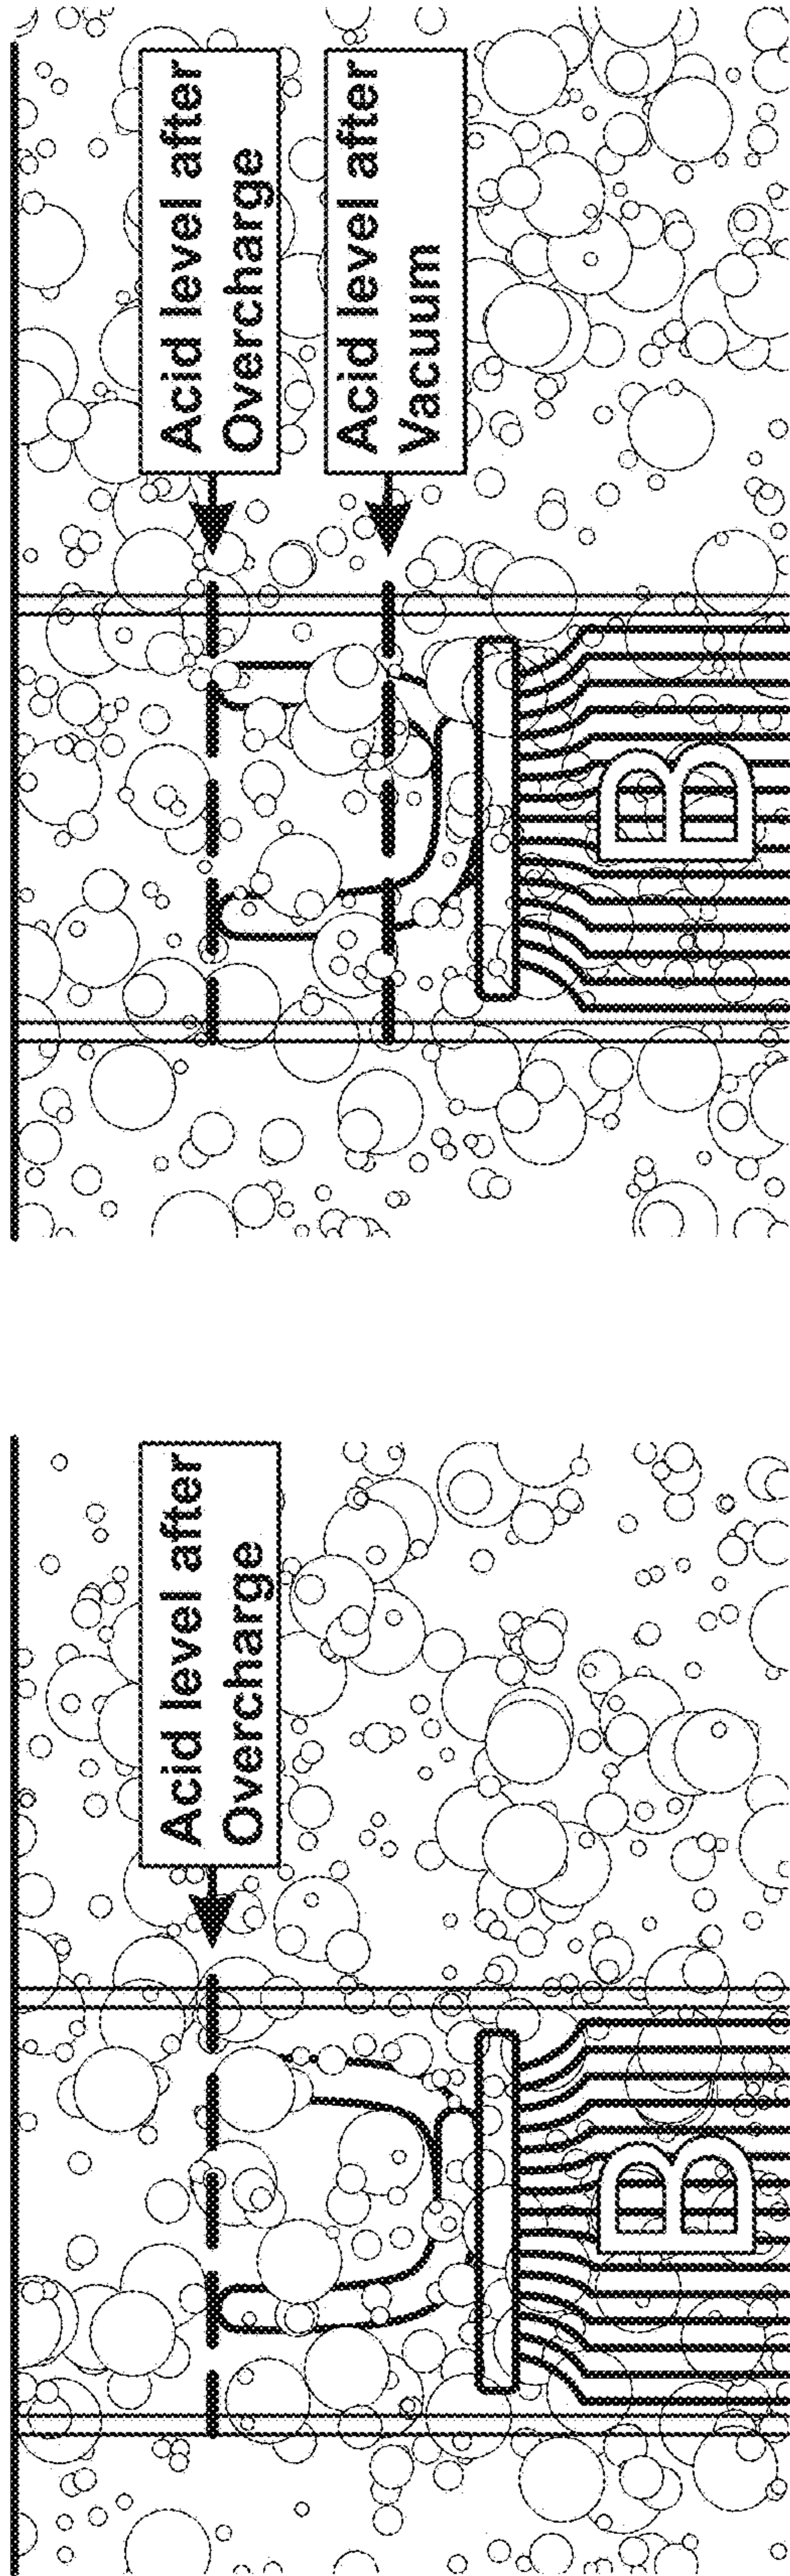 Acid level after
Overcharge
B
Acid level after
Overcharge
Acid level after
Vacuum
B